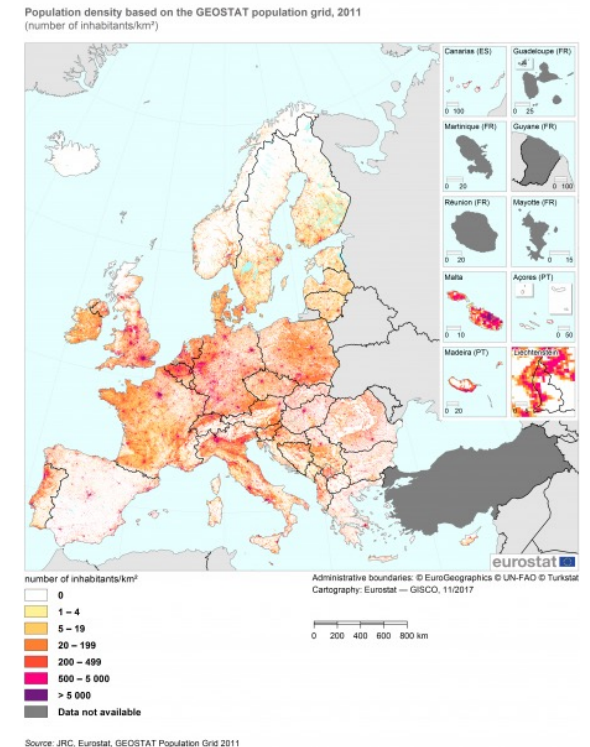 Population density based on the GEOSTAT population grid, 2011
(number of inhabitants/km²)
Canarias (ES)
Guadeloupe (FR)
0 100
0 25
Martinique (FR)
Guyane (FR)
0 20
0 100
Réunion (FR)
Mayotte (FR)
0 20
0 15
Malta
Açores (PT)
0 10
0 50
Madeira (PT)
Liechtenstein
0 20
eurostat
number of inhabitants/km²
Administrative boundaries: © EuroGeographics © UN-FAO © Turkstat
Cartography: Eurostat — GISCO, 11/2017
0
1 – 4
5 – 19
20 – 199
200 – 499
500 – 5 000
> 5 000
Data not available
0 200 400 600 800 km
Source: JRC, Eurostat, GEOSTAT Population Grid 2011